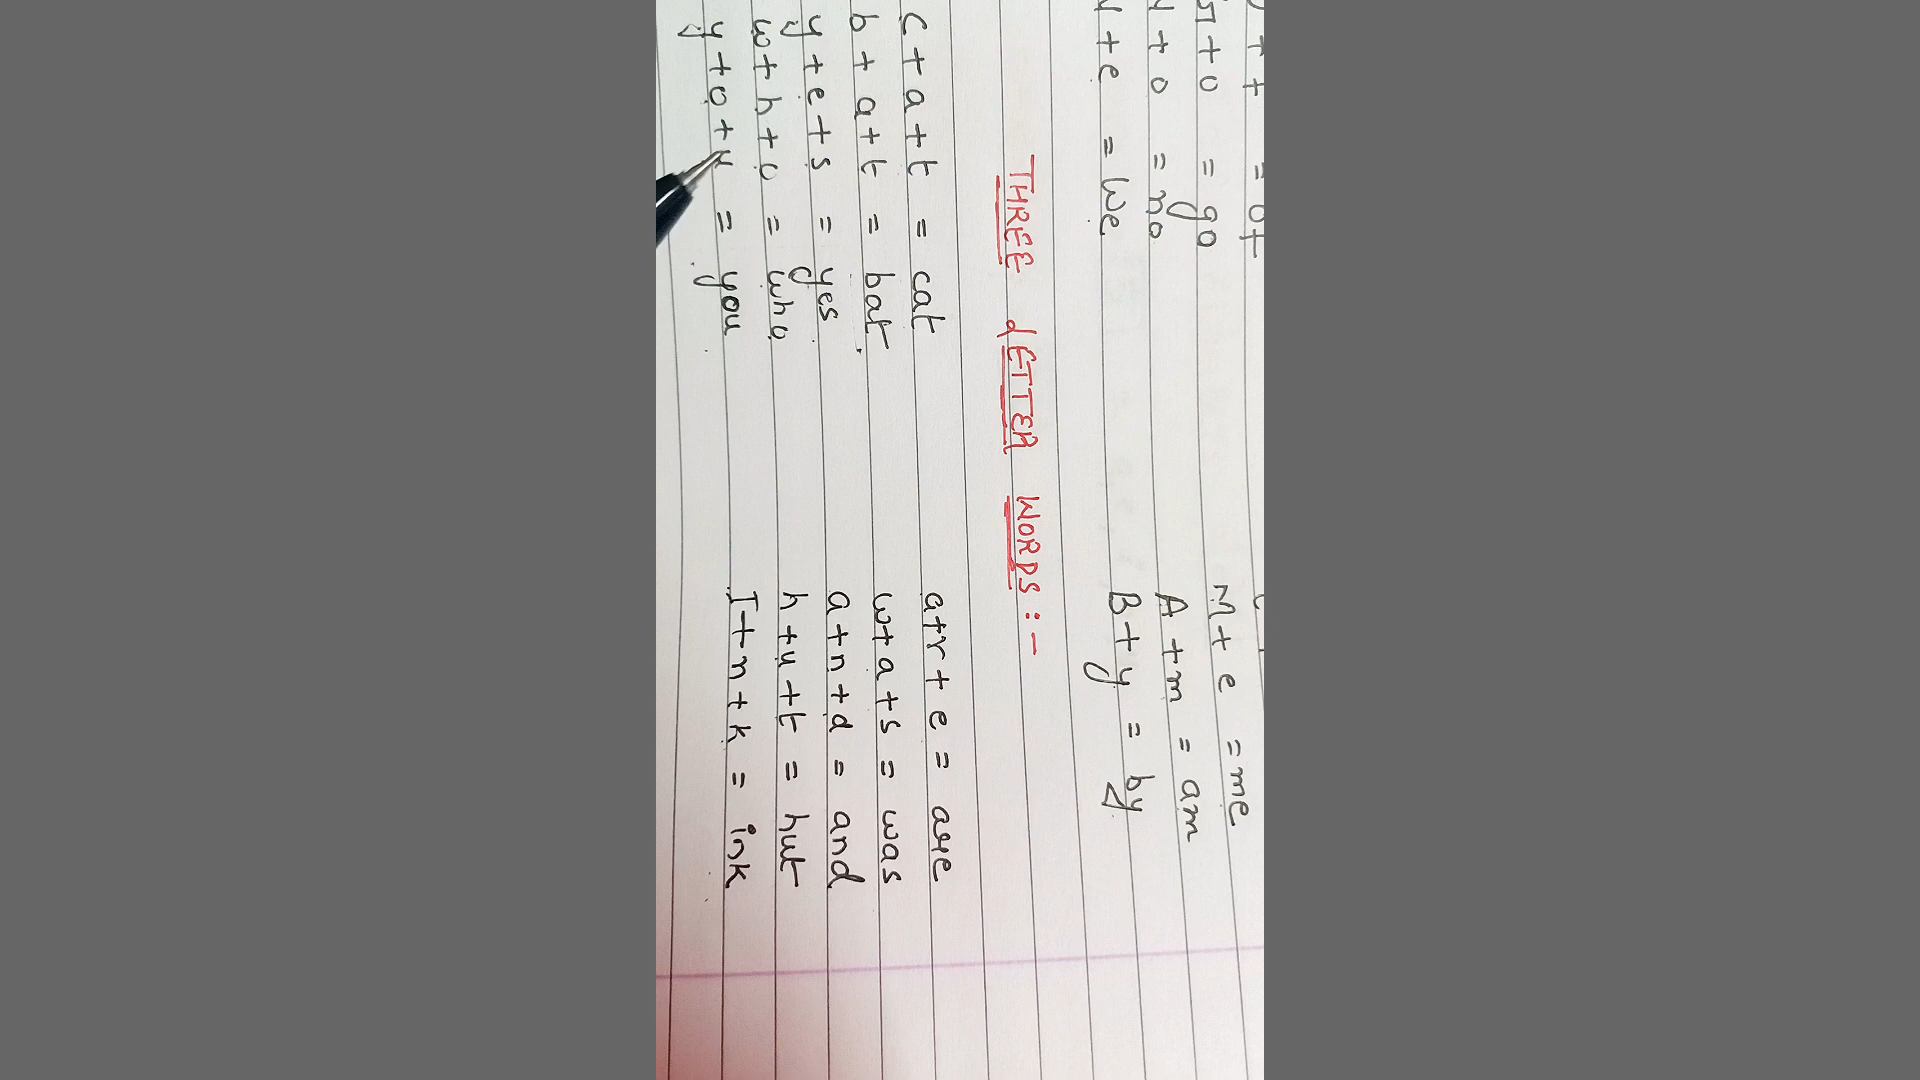 = of
+ o = go M + e = me
+ o = no A + m = am
+ e = We B + y = by
THREE LETTER WORDS :-
c + a + t = cat a + r + e = are
b + a + t = bat w + a + s = was
y + e + s = yes a + n + d = and
w + h + o = who h + u + t = hut
y + o + u = you I + n + k = ink